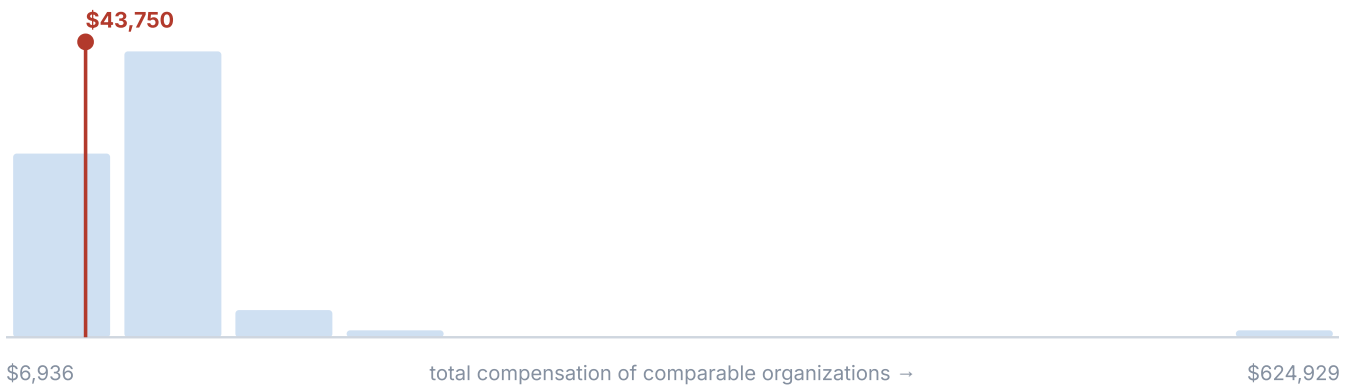 $43,750
$6,936
total compensation of comparable organizations →
$624,929